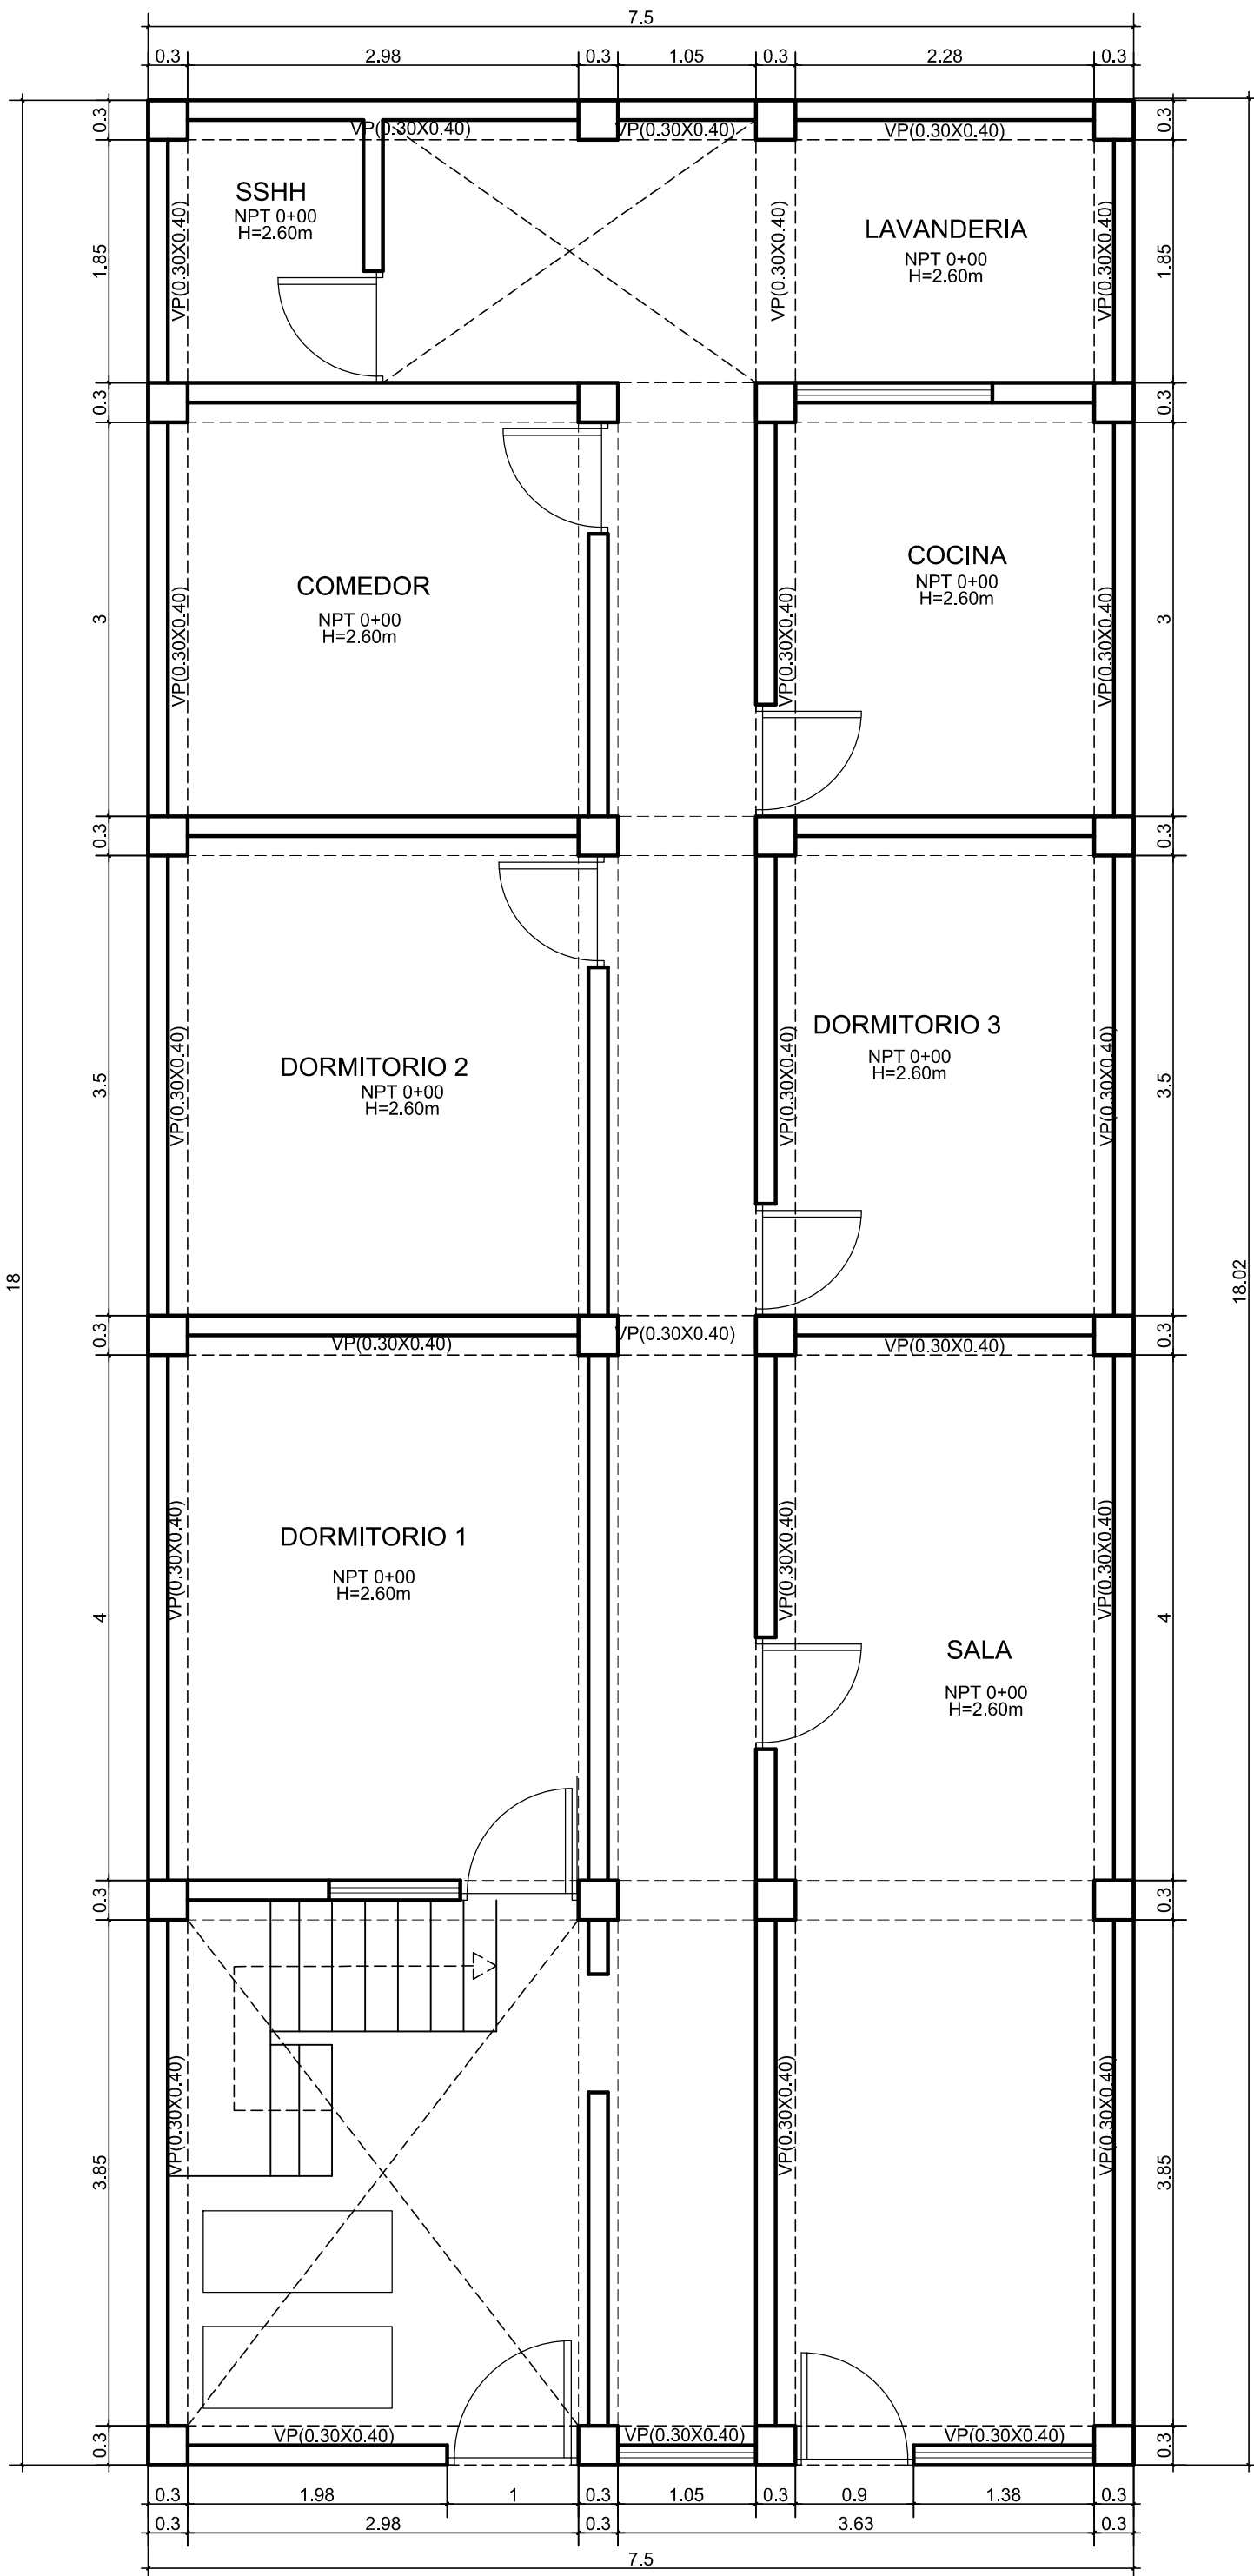 7.5
0.3 2.98 0.3 1.05 0.3 2.28 0.3
0.3 VP(0.30X0.40) VP(0.30X0.40) VP(0.30X0.40) 0.3
SSHH
NPT 0+00
H=2.60m
LAVANDERIA
NPT 0+00
H=2.60m
1.85 VP(0.30X0.40) VP(0.30X0.40) VP(0.30X0.40) 1.85
0.3 0.3
COCINA
NPT 0+00
H=2.60m
COMEDOR
NPT 0+00
H=2.60m
3 VP(0.30X0.40) VP(0.30X0.40) VP(0.30X0.40) 3
0.3 0.3
DORMITORIO 3
NPT 0+00
H=2.60m
DORMITORIO 2
NPT 0+00
H=2.60m
3.5 VP(0.30X0.40) VP(0.30X0.40) VP(0.30X0.40) 3.5
18 18.02
0.3 VP(0.30X0.40) VP(0.30X0.40) VP(0.30X0.40) 0.3
DORMITORIO 1
NPT 0+00
H=2.60m
4 VP(0.30X0.40) VP(0.30X0.40) VP(0.30X0.40) 4
SALA
NPT 0+00
H=2.60m
0.3 0.3
3.85 VP(0.30X0.40) VP(0.30X0.40) VP(0.30X0.40) 3.85
0.3 VP(0.30X0.40) VP(0.30X0.40) VP(0.30X0.40) 0.3
0.3 1.98 1 0.3 1.05 0.3 0.9 1.38 0.3
0.3 2.98 0.3 3.63 0.3
7.5